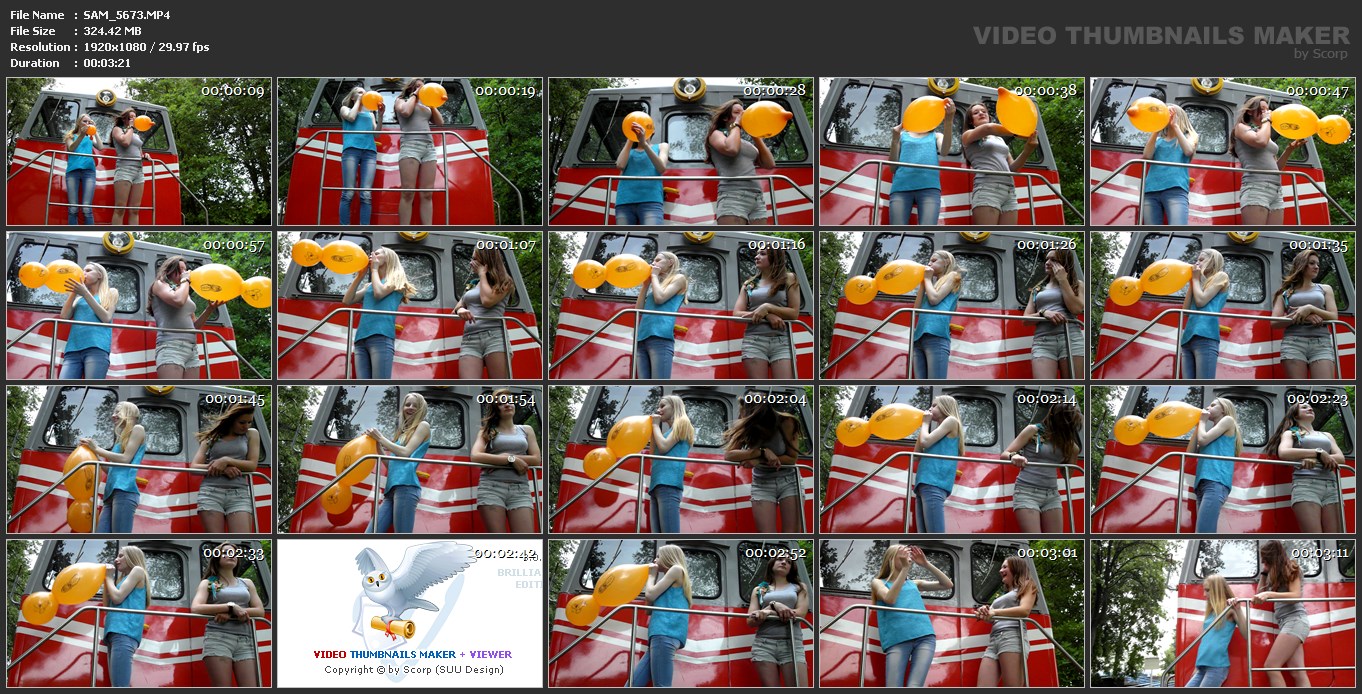 File Name : SAM_5673.MP4
VIDEO THUMBNAILS MAKER
File Size : 324.42 MB
by Scorp
Resolution : 1920x1080 / 29.97 fps
Duration : 00:03:21
00:00:09
00:00:19
00:00:28
00:00:38
00:00:47
00:00:57
00:01:07
00:01:16
00:01:26
00:01:35
00:01:45
00:01:54
00:02:04
00:02:14
00:02:23
00:02:33
00:02:42
BRILLIA
EDIT
VIDEO THUMBNAILS MAKER + VIEWER
Copyright © by Scorp (SUU Design)
00:02:52
00:03:01
00:03:11